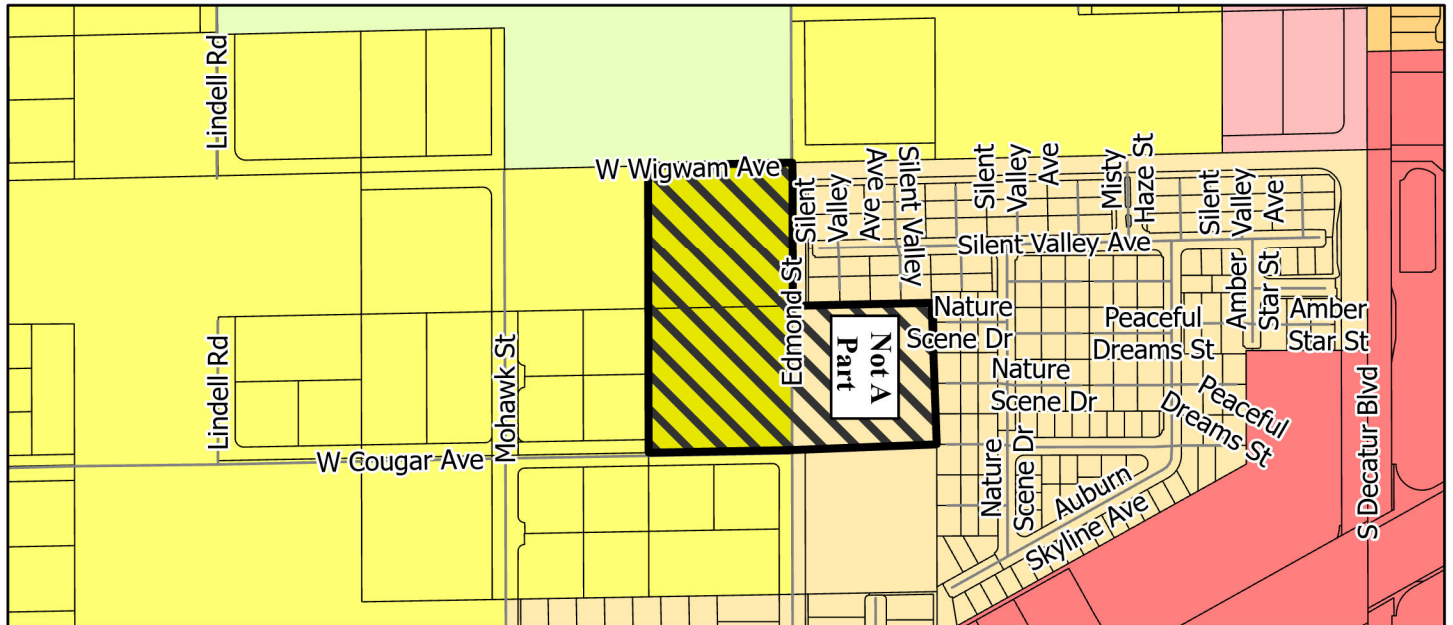 Lindell Rd
W Wigwam Ave
Silent
Valley
Ave ave
Silent Valley
Silent
Valley
Ave
Misty
Haze St
Silent
Valley
Ave
Silent Valley Ave
Edmond St
Amber
Star St
Amber
Star St
Nature
Scene Dr
Peaceful
Dreams St
Not A
Part
Nature
Scene Dr
Peaceful
Dreams St
Lindell Rd
Mohawk St
W Cougar Ave
Nature
Scene Dr
Auburn
Skyline Ave
S Decatur Blvd